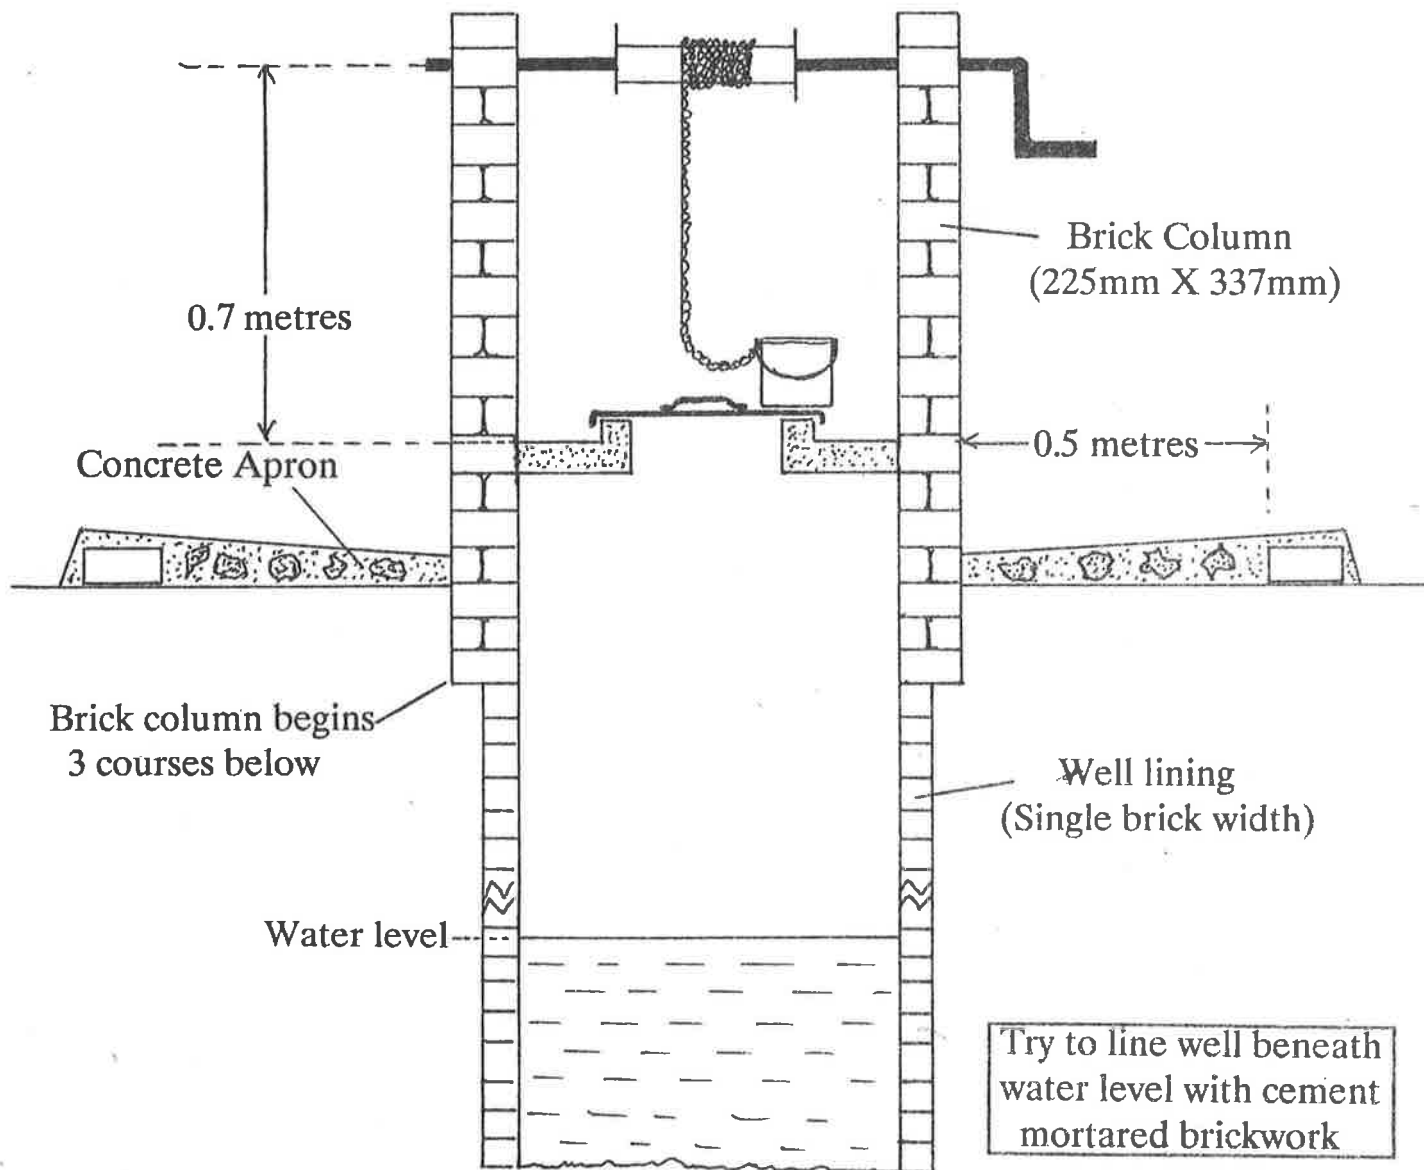 0.7 metres
Brick Column
(225mm X 337mm)
0.5 metres
Concrete Apron
Brick column begins
3 courses below
Well lining
(Single brick width)
Water level
Try to line well beneath
water level with cement
mortared brickwork